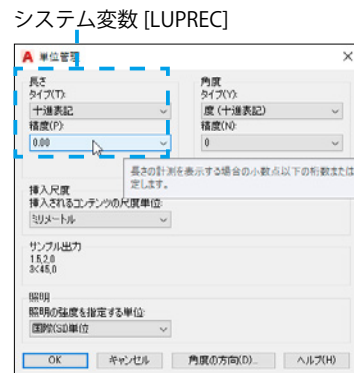 システム変数 [LUPREC]
単位管理
長さ
タイプ(T):
十進表記
精度(P):
0.00
角度
タイプ(Y):
度 (十進表記)
精度(N):
0
長さの計測を表示する場合の小数点以下の桁数または
定します。
挿入尺度
挿入されるコンテンツの尺度単位:
ミリメートル
サンプル出力
1.5,2,0
3<45,0
照明
照明の強度を指定する単位:
国際(SI)単位
OK
キャンセル
角度の方向(D)...
ヘルプ(H)